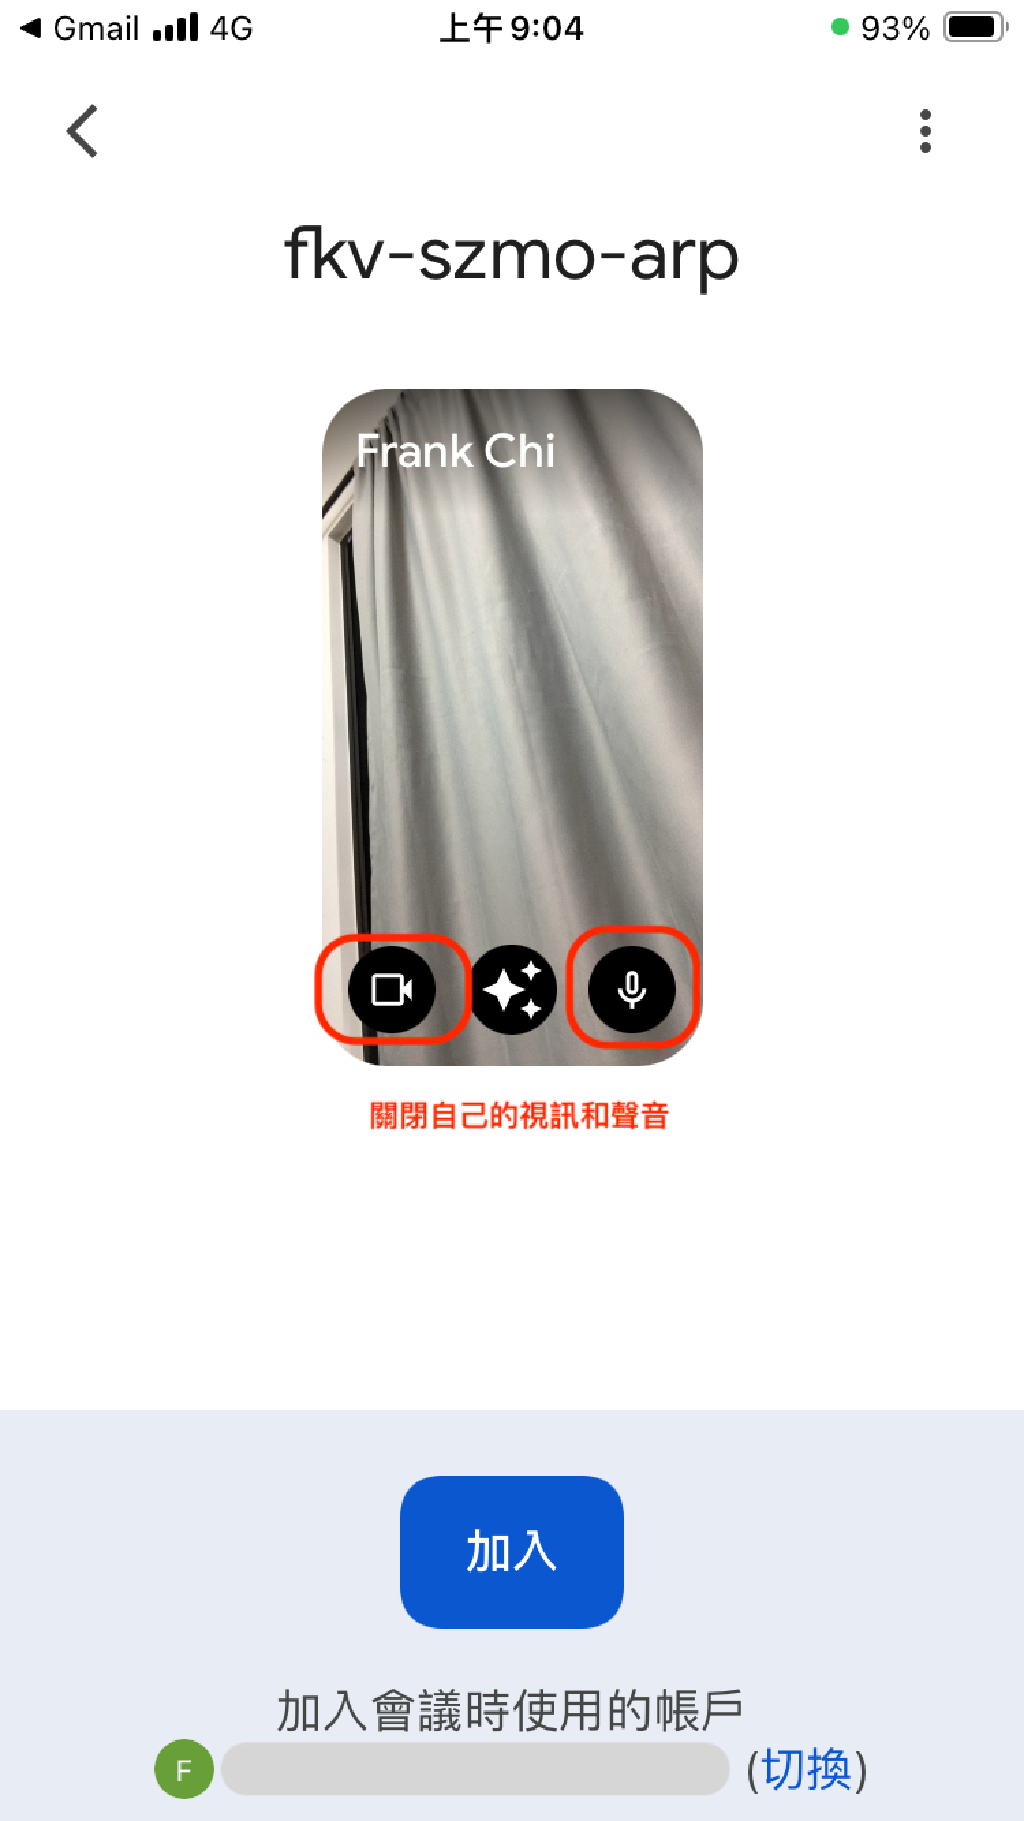 Gmail 4G 上午 9:04 93%
fkv-szmo-arp
Frank Chi
關閉自己的視訊和聲音
加入
加入會議時使用的帳戶
F (切換)